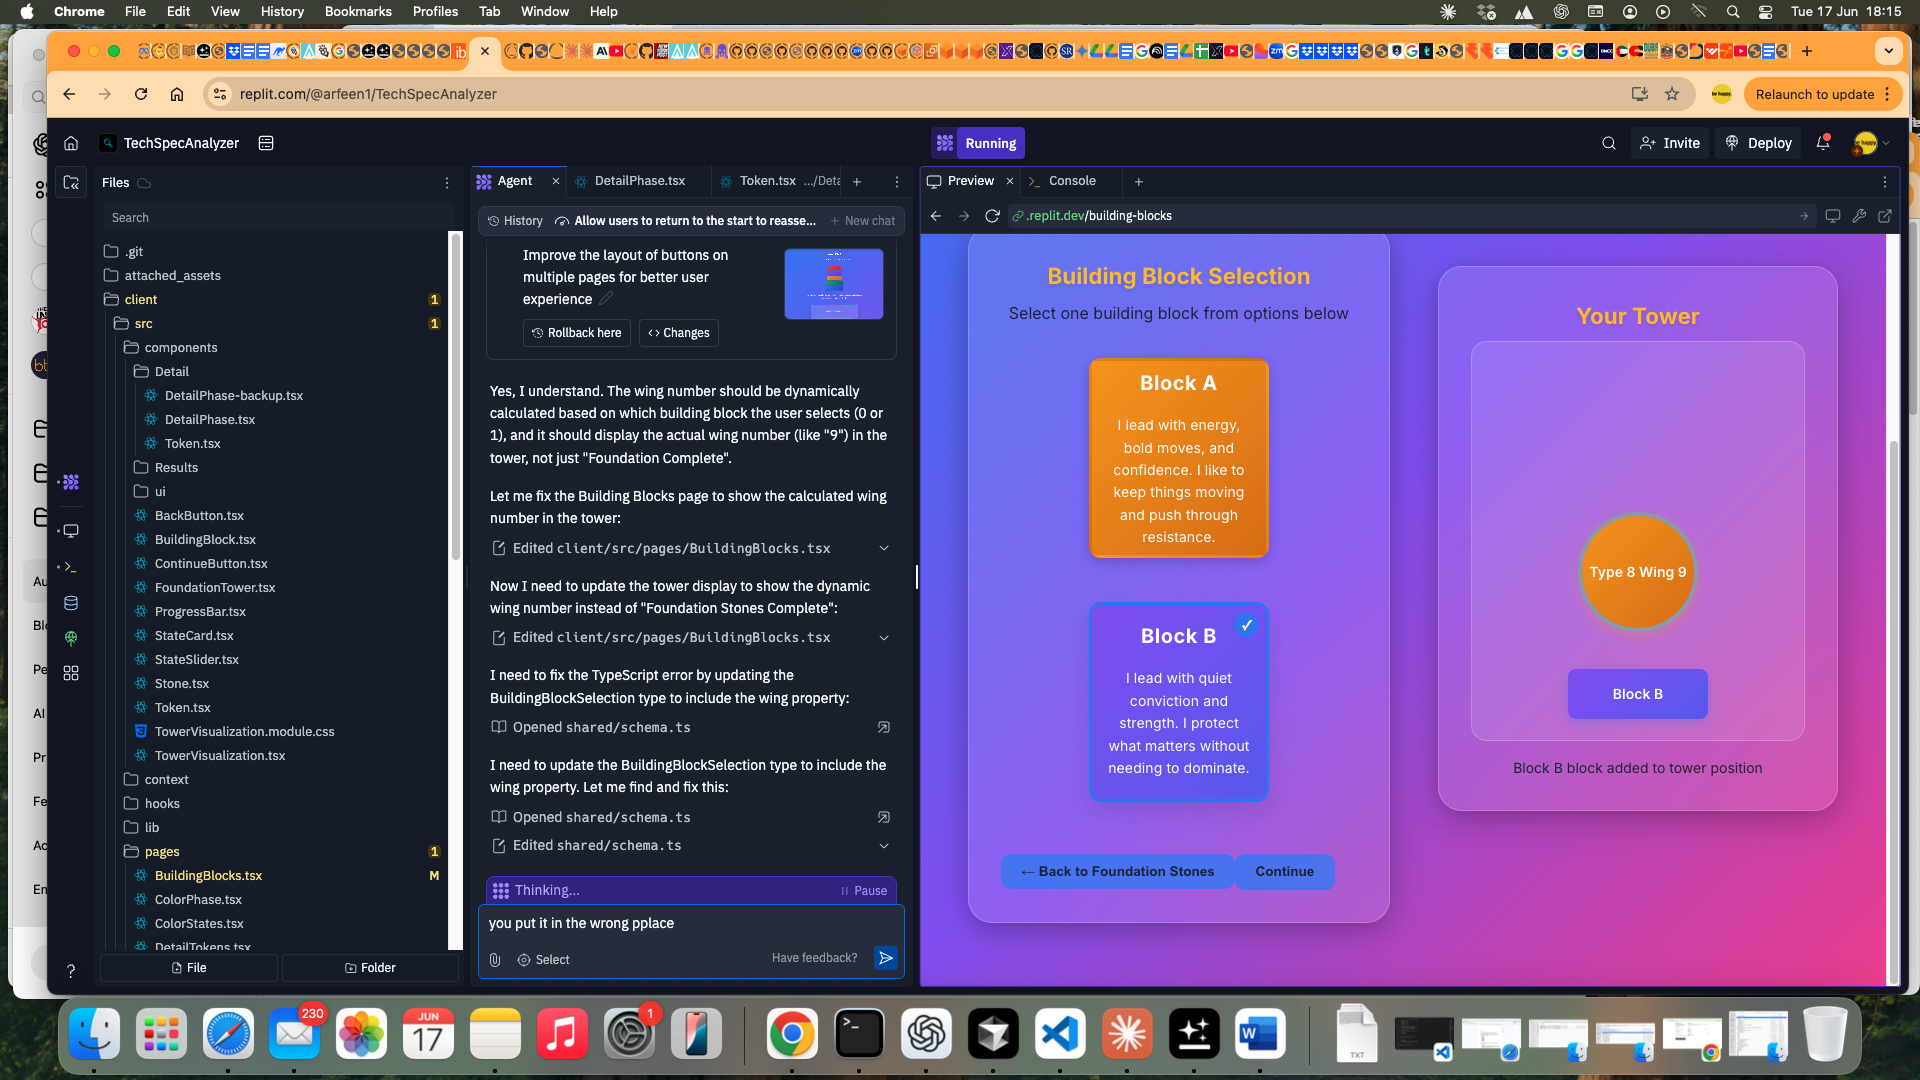 Chrome File Edit View History Bookmarks Profiles Tab Window Help
Tue 17 Jun 18:15
replit.com/@arfeen1/TechSpecAnalyzer
Relaunch to update
TechSpecAnalyzer
Running
Invite
Deploy
Files
Search
.git
attached_assets
client 1
src 1
components
Detail
DetailPhase-backup.tsx
DetailPhase.tsx
Token.tsx
Results
ui
BackButton.tsx
BuildingBlock.tsx
ContinueButton.tsx
FoundationTower.tsx
ProgressBar.tsx
StateCard.tsx
StateSlider.tsx
Stone.tsx
Token.tsx
TowerVisualization.module.css
TowerVisualization.tsx
context
hooks
lib
pages 1
BuildingBlocks.tsx M
ColorPhase.tsx
ColorStates.tsx
DetailTokens.tsx
File
Folder
Agent
DetailPhase.tsx
Token.tsx .../Deta
History
Allow users to return to the start to reasse...
+ New chat
Improve the layout of buttons on
multiple pages for better user
experience
Rollback here
Changes
Yes, I understand. The wing number should be dynamically
calculated based on which building block the user selects (0 or
1), and it should display the actual wing number (like "9") in the
tower, not just "Foundation Complete".
Let me fix the Building Blocks page to show the calculated wing
number in the tower:
Edited client/src/pages/BuildingBlocks.tsx
Now I need to update the tower display to show the dynamic
wing number instead of "Foundation Stones Complete":
Edited client/src/pages/BuildingBlocks.tsx
I need to fix the TypeScript error by updating the
BuildingBlockSelection type to include the wing property:
Opened shared/schema.ts
I need to update the BuildingBlockSelection type to include the
wing property. Let me find and fix this:
Opened shared/schema.ts
Edited shared/schema.ts
Thinking...
Pause
you put it in the wrong pplace
Select
Have feedback?
Preview
Console
.replit.dev/building-blocks
Building Block Selection
Select one building block from options below
Block A
I lead with energy,
bold moves, and
confidence. I like to
keep things moving
and push through
resistance.
Block B
I lead with quiet
conviction and
strength. I protect
what matters without
needing to dominate.
← Back to Foundation Stones
Continue
Your Tower
Type 8 Wing 9
Block B
Block B block added to tower position
Au
Blo
Pe
AI
Pr
Fe
Ad
En
230
JUN
17
1
TXT